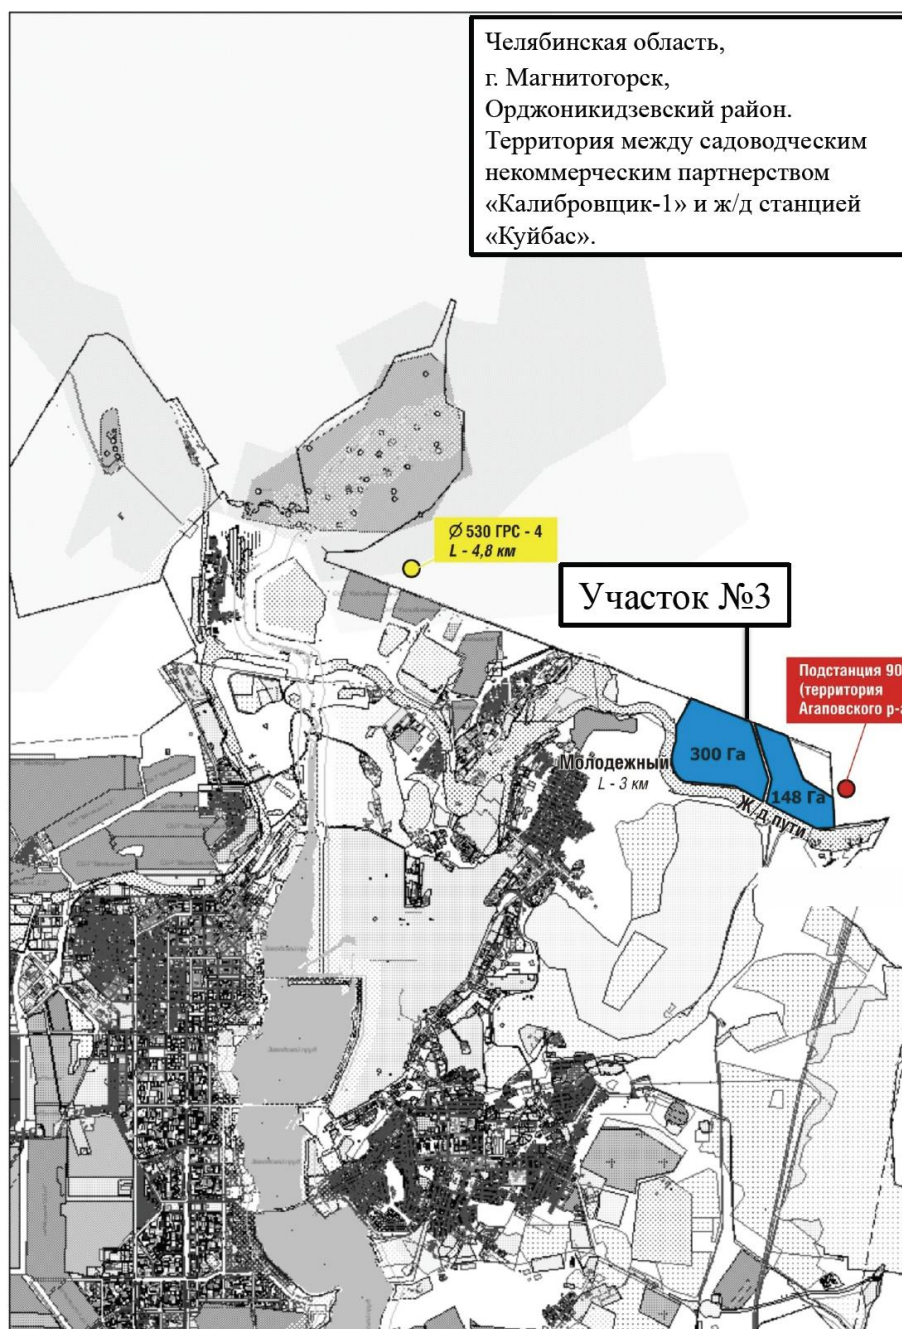 Челябинская область,
г. Магнитогорск,
Орджоникидзевский район.
Территория между садоводческим
некоммерческим партнерством
«Калибровщик-1» и ж/д станцией
«Куйбас».
Ø 530 ГРС - 4
L - 4,8 км
Участок №3
Подстанция 90
(территория
Агаповского р-а
300 Га
Молодежный
L - 3 км
148 Га
Ж/д пути